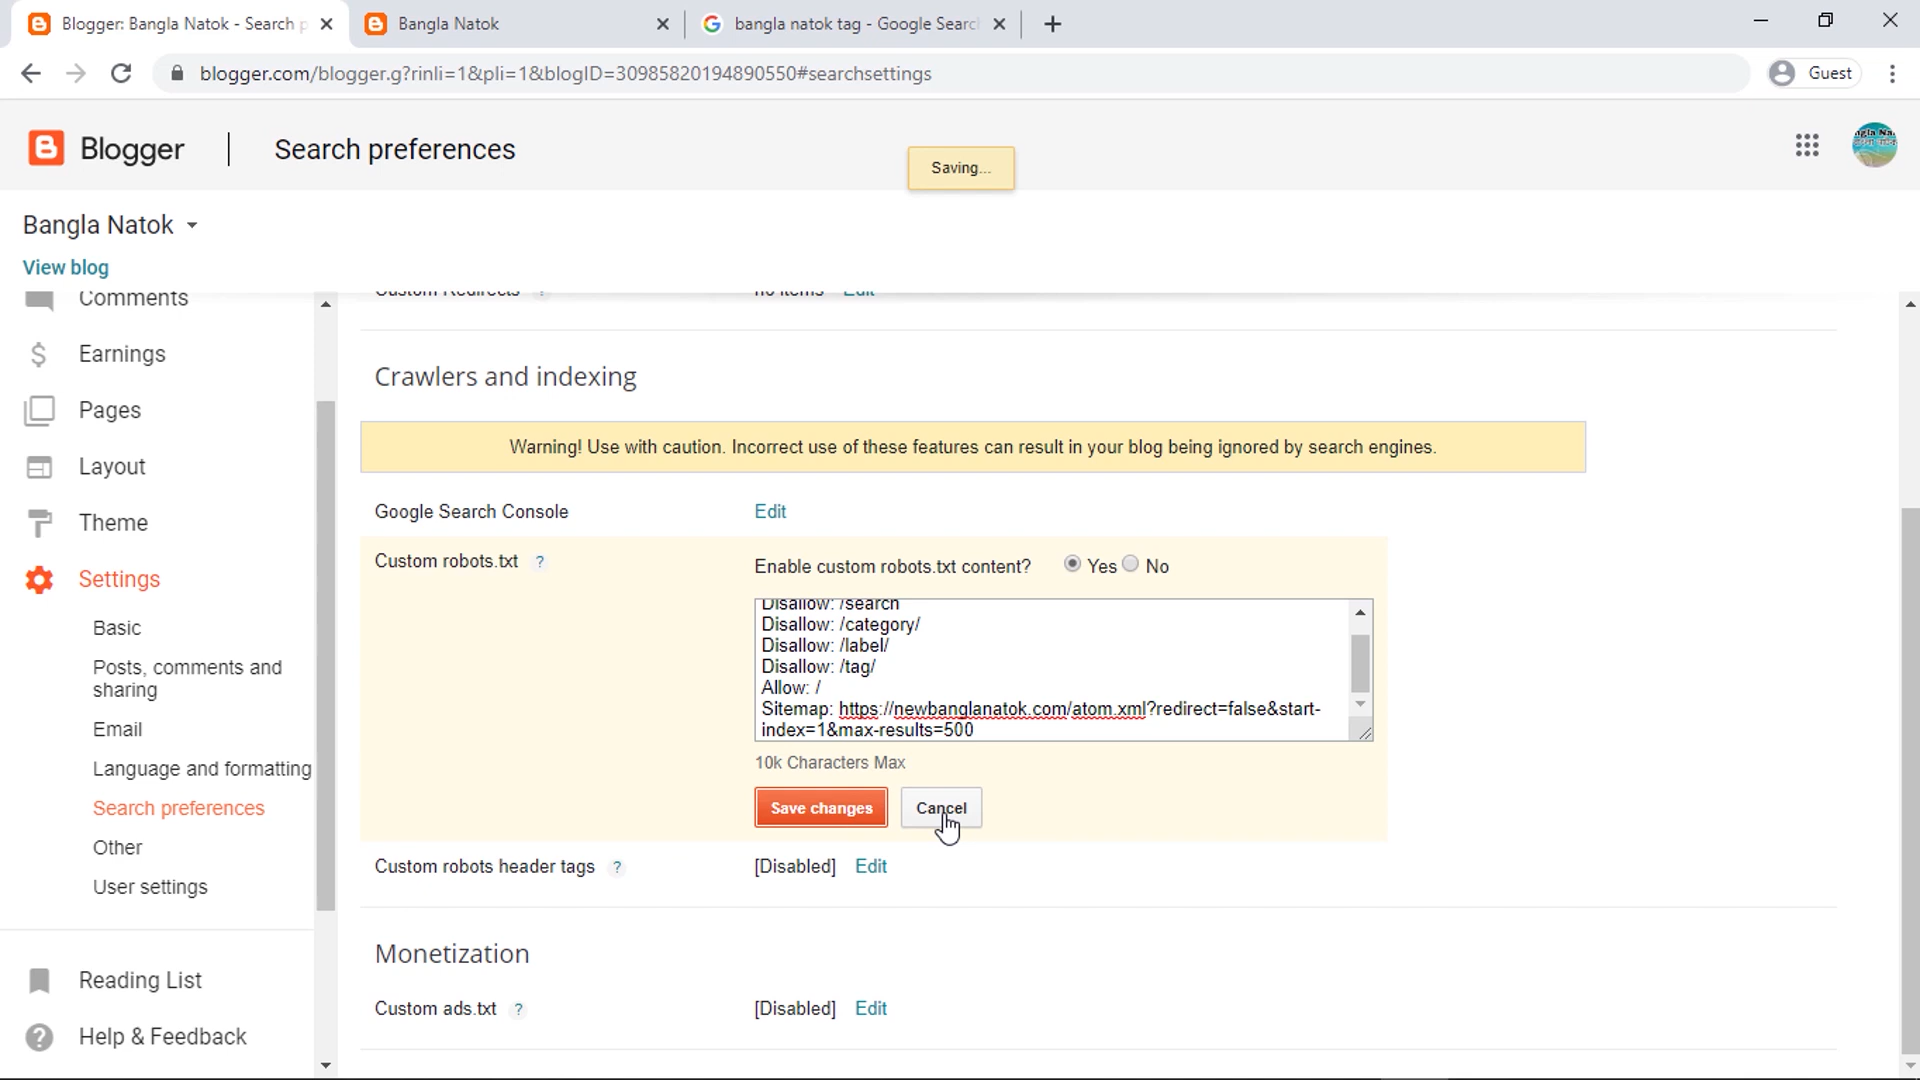 Blogger: Bangla Natok - Search p
Bangla Natok
bangla natok tag - Google Searc
blogger.com/blogger.g?rinli=1&pli=1&blogID=30985820194890550#searchsettings
Guest
Blogger
Search preferences
Saving...
Bangla Natok
View blog
Comments
Earnings
Pages
Layout
Theme
Settings
Basic
Posts, comments and
sharing
Email
Language and formatting
Search preferences
Other
User settings
Reading List
Help & Feedback
Custom Redirects ?
no items Edit
Crawlers and indexing
Warning! Use with caution. Incorrect use of these features can result in your blog being ignored by search engines.
Google Search Console
Edit
Custom robots.txt ?
Enable custom robots.txt content? Yes No
Disallow: /search
Disallow: /category/
Disallow: /label/
Disallow: /tag/
Allow: /
Sitemap: https://newbanglanatok.com/atom.xml?redirect=false&start-
index=1&max-results=500
10k Characters Max
Save changes
Cancel
Custom robots header tags ?
[Disabled] Edit
Monetization
Custom ads.txt ?
[Disabled] Edit